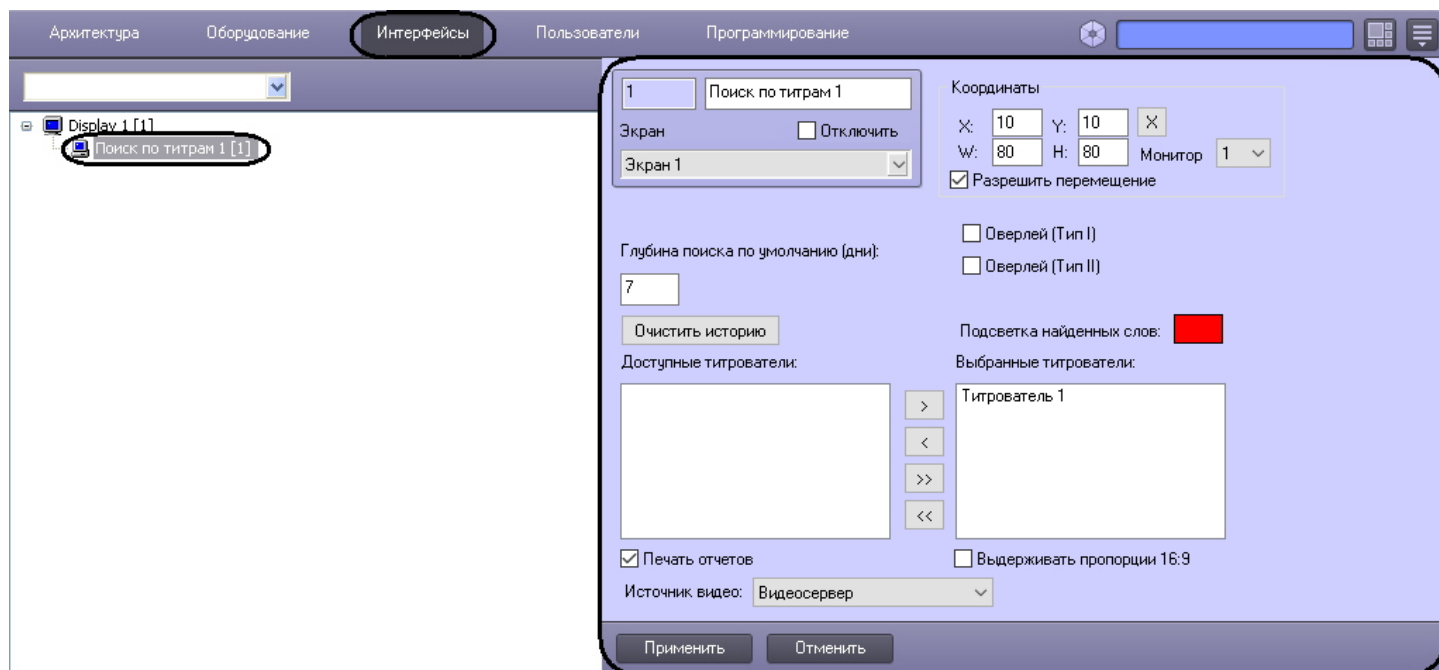 Архитектура Оборудование Интерфейсы Пользователи Программирование
Display 1 [1]
Поиск по титрам 1 [1]
1 Поиск по титрам 1
Экран Отключить
Экран 1
Координаты
X: 10 Y: 10 X
W: 80 H: 80 Монитор 1
Разрешить перемещение
Глубина поиска по умолчанию (дни):
7
Оверлей (Тип I)
Оверлей (Тип II)
Очистить историю
Подсветка найденных слов:
Доступные титрователи:
Выбранные титрователи:
Титрователь 1
>
<
>>
<<
Печать отчетов
Выдерживать пропорции 16:9
Источник видео: Видеосервер
Применить Отменить